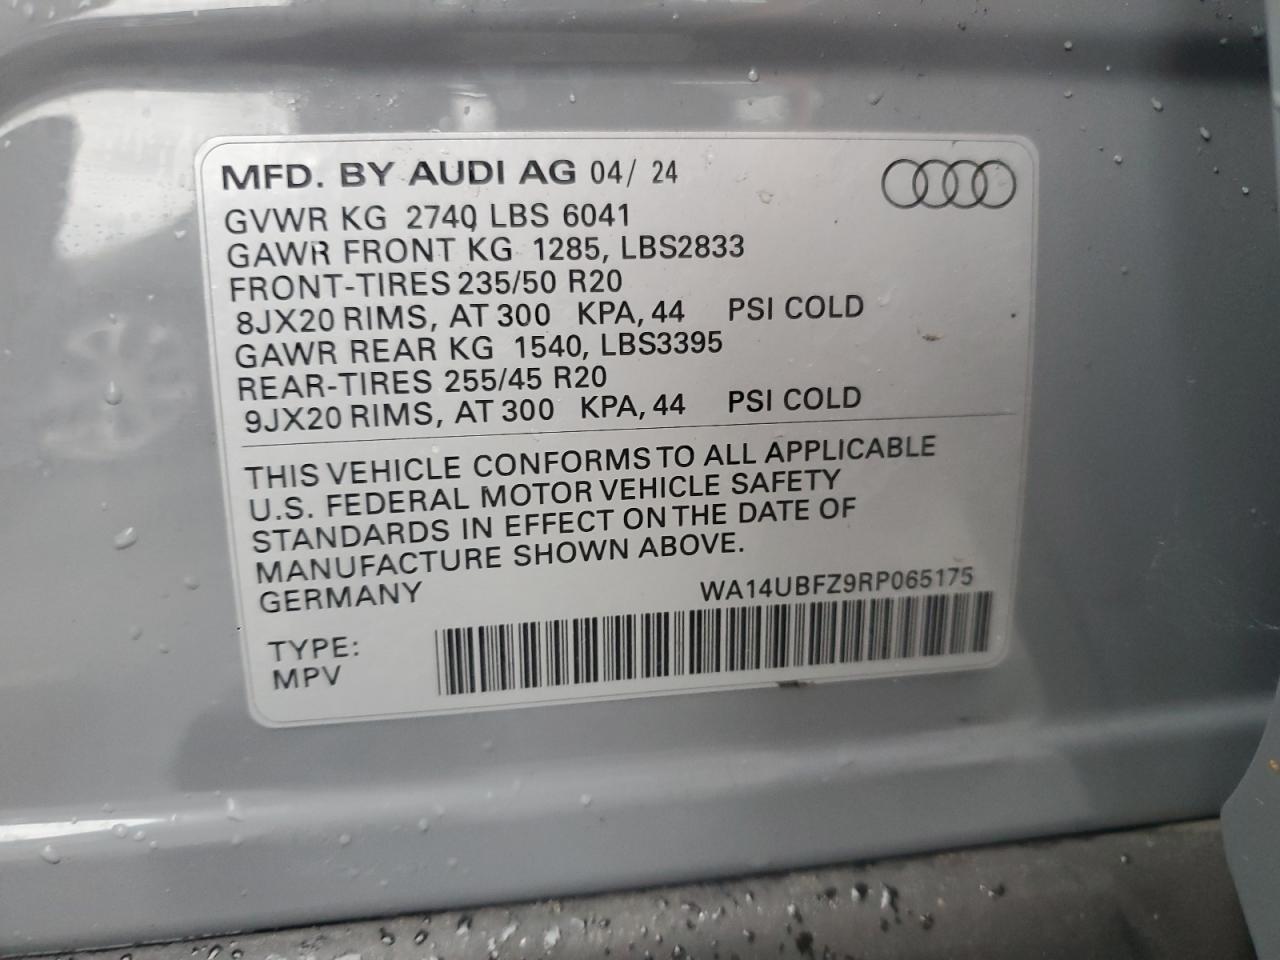 MFD. BY AUDI AG 04/ 24
GVWR KG 2740 LBS 6041
GAWR FRONT KG 1285, LBS2833
FRONT-TIRES 235/50 R20
8JX20 RIMS, AT 300 KPA, 44 PSI COLD
GAWR REAR KG 1540, LBS3395
REAR-TIRES 255/45 R20
9JX20 RIMS, AT 300 KPA, 44 PSI COLD
THIS VEHICLE CONFORMS TO ALL APPLICABLE
U.S. FEDERAL MOTOR VEHICLE SAFETY
STANDARDS IN EFFECT ON THE DATE OF
MANUFACTURE SHOWN ABOVE.
GERMANY WA14UBFZ9RP065175
TYPE:
MPV